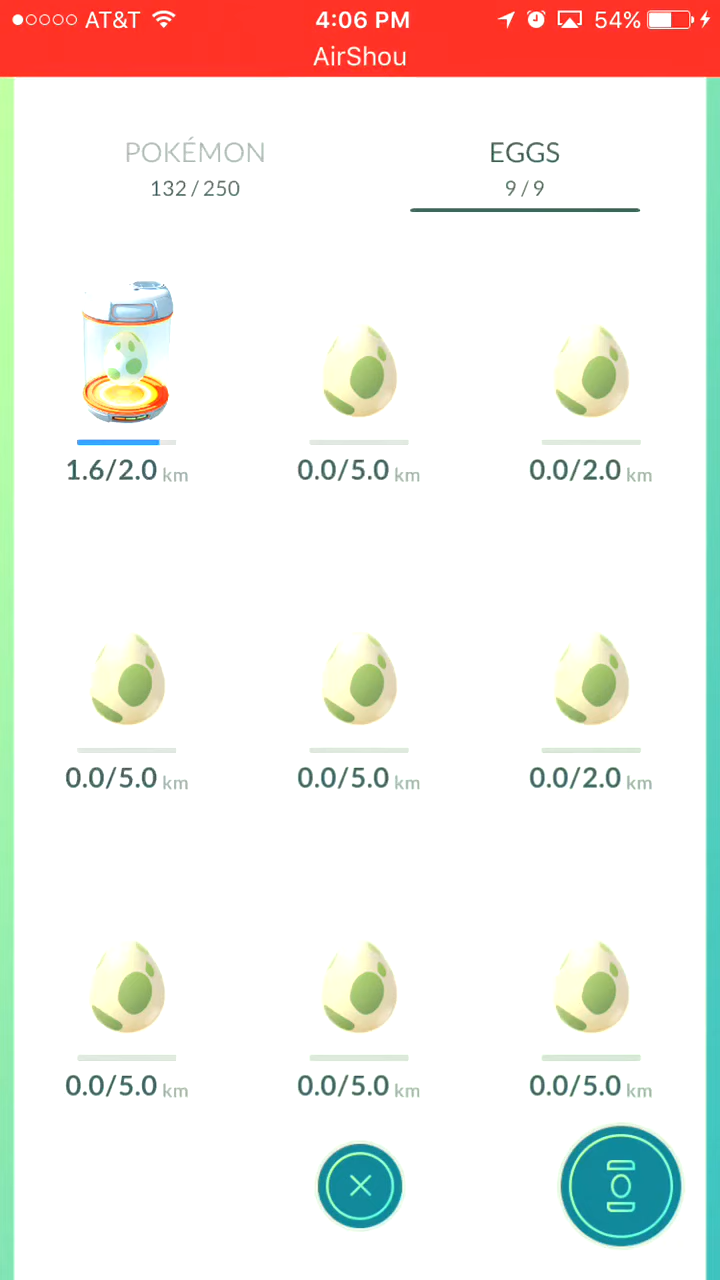 AT&T 4:06 PM 54%
AirShou
POKÉMON EGGS
132 / 250 9 / 9
1.6/2.0 km 0.0/5.0 km 0.0/2.0 km
0.0/5.0 km 0.0/5.0 km 0.0/2.0 km
0.0/5.0 km 0.0/5.0 km 0.0/5.0 km